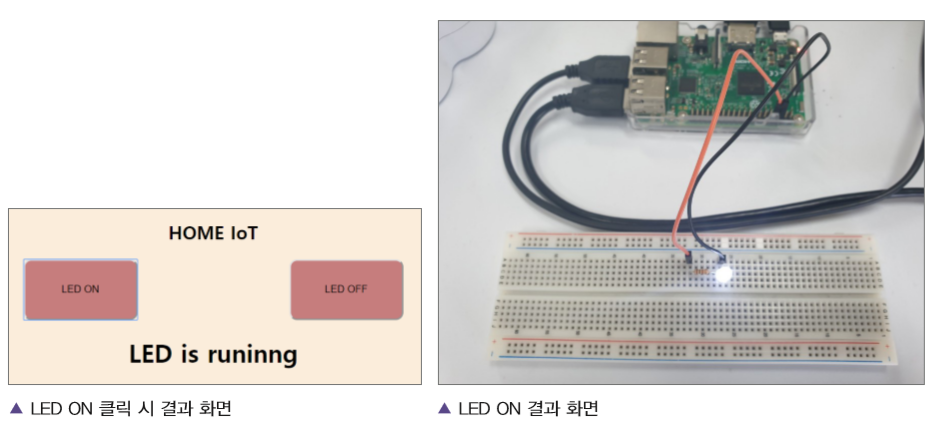 HOME IoT
LED ON
LED OFF
LED is runinng
▲ LED ON 클릭 시 결과 화면
▲ LED ON 결과 화면